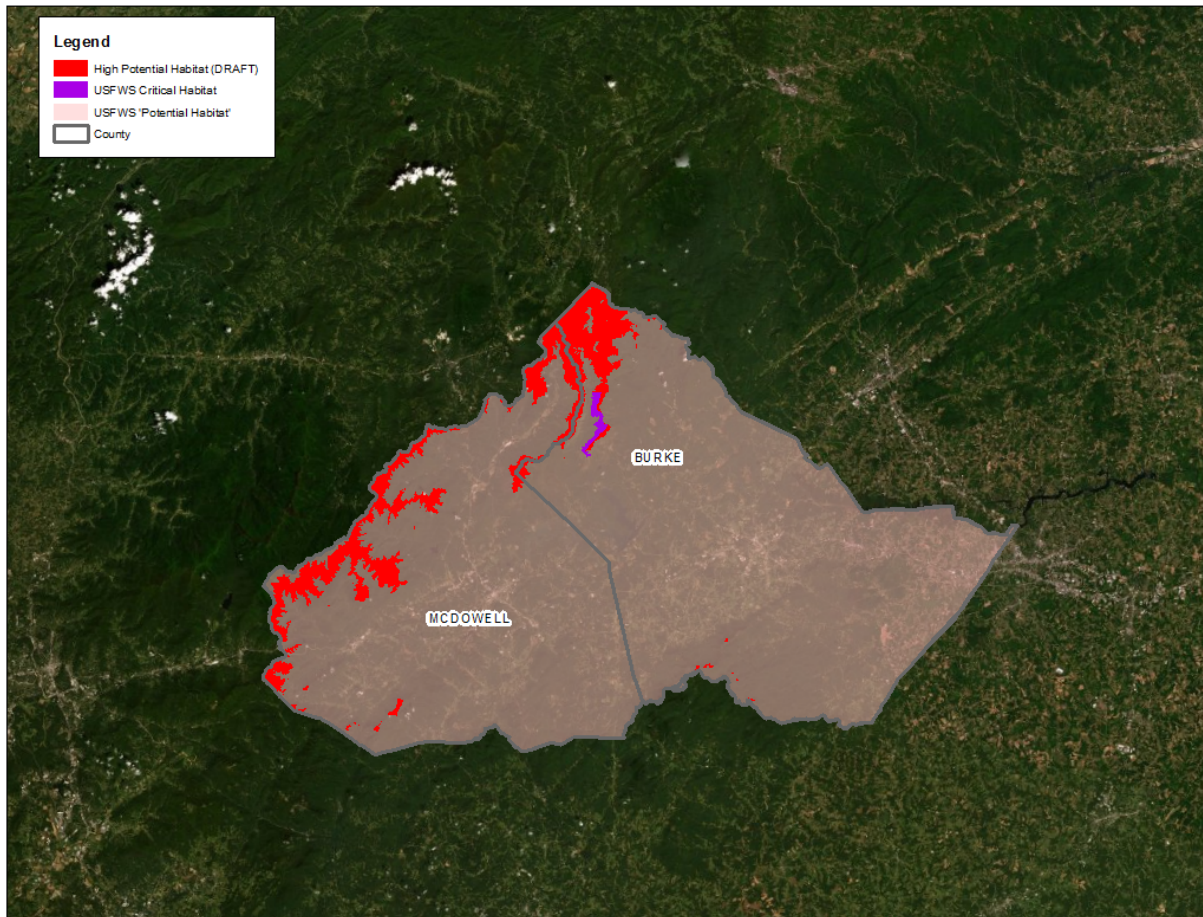 Legend
High Potential Habitat (DRAFT)
USFWS Critical Habitat
USFWS 'Potential Habitat'
County
BURKE
MCDOWELL